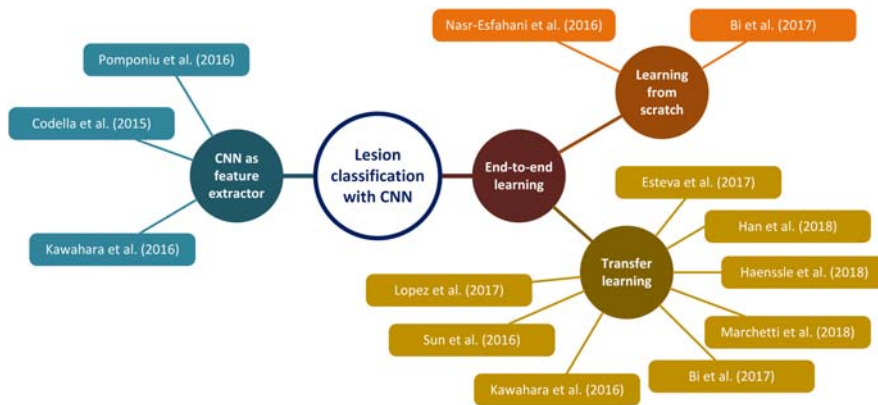 Nasr-Esfahani et al. (2016)
Bi et al. (2017)
Pomponiu et al. (2016)
Learning
from
scratch
Codella et al. (2015)
CNN as
feature
extractor
Lesion
classification
with CNN
End-to-end
learning
Esteva et al. (2017)
Kawahara et al. (2016)
Han et al. (2018)
Transfer
learning
Haenssle et al. (2018)
Lopez et al. (2017)
Sun et al. (2016)
Marchetti et al. (2018)
Kawahara et al. (2016)
Bi et al. (2017)